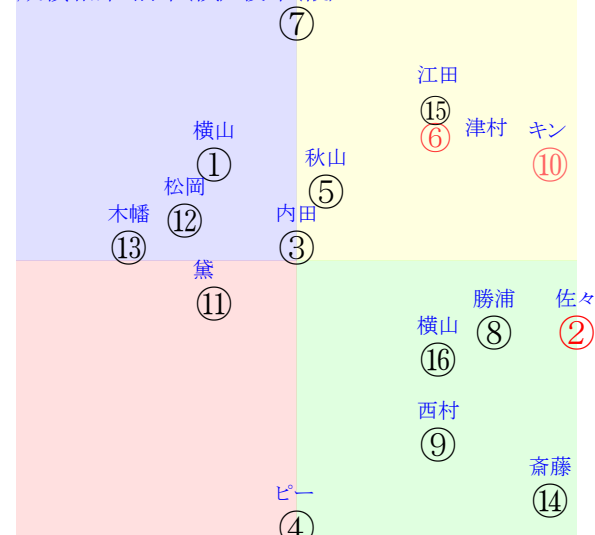 ⑦
江田
⑮
⑥
津村
キン
⑩
横山
①
秋山
⑤
松岡
⑫
木幡
⑬
内田
③
黛
⑪
勝浦
⑧
佐々
②
横山
⑯
西村
⑨
斎藤
⑭
ピー
④